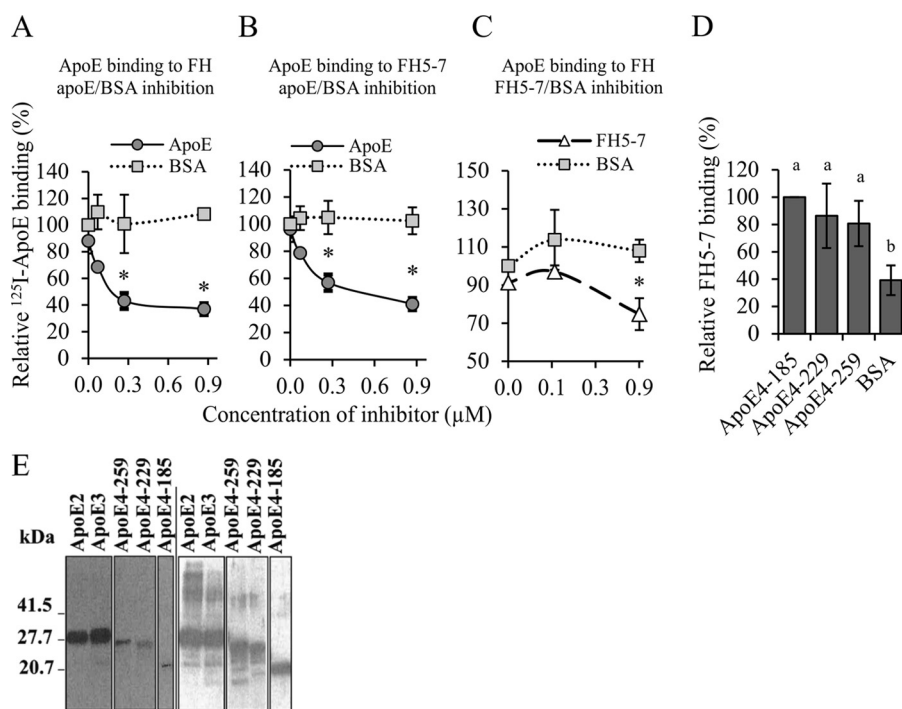 A
B
C
D
ApoE binding to FH
apoE/BSA inhibition
ApoE binding to FH5-7
apoE/BSA inhibition
ApoE binding to FH
FH5-7/BSA inhibition
Relative ¹²⁵I-ApoE binding (%)
ApoE
BSA
140
120
100
80
60
40
20
0
*
*
0.0 0.3 0.6 0.9
ApoE
BSA
140
120
100
80
60
40
20
0
*
*
0.0 0.3 0.6 0.9
FH5-7
BSA
150
130
110
90
70
50
*
0.0 0.1 0.3 0.9
Concentration of inhibitor (µM)
Relative FH5-7 binding (%)
120
100
80
60
40
20
0
a a a b
ApoE4-185
ApoE4-229
ApoE4-259
BSA
E
kDa
ApoE2
ApoE3
ApoE4-259
ApoE4-229
ApoE4-185
ApoE2
ApoE3
ApoE4-259
ApoE4-229
ApoE4-185
41.5
27.7
20.7